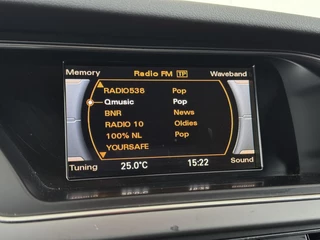 Memory Radio FM TP Waveband
RADIO538 Pop
Qmusic Pop
BNR News
RADIO 10 Oldies
100% NL Pop
YOURSAFE
Tuning 25.0°C 15:22 Sound